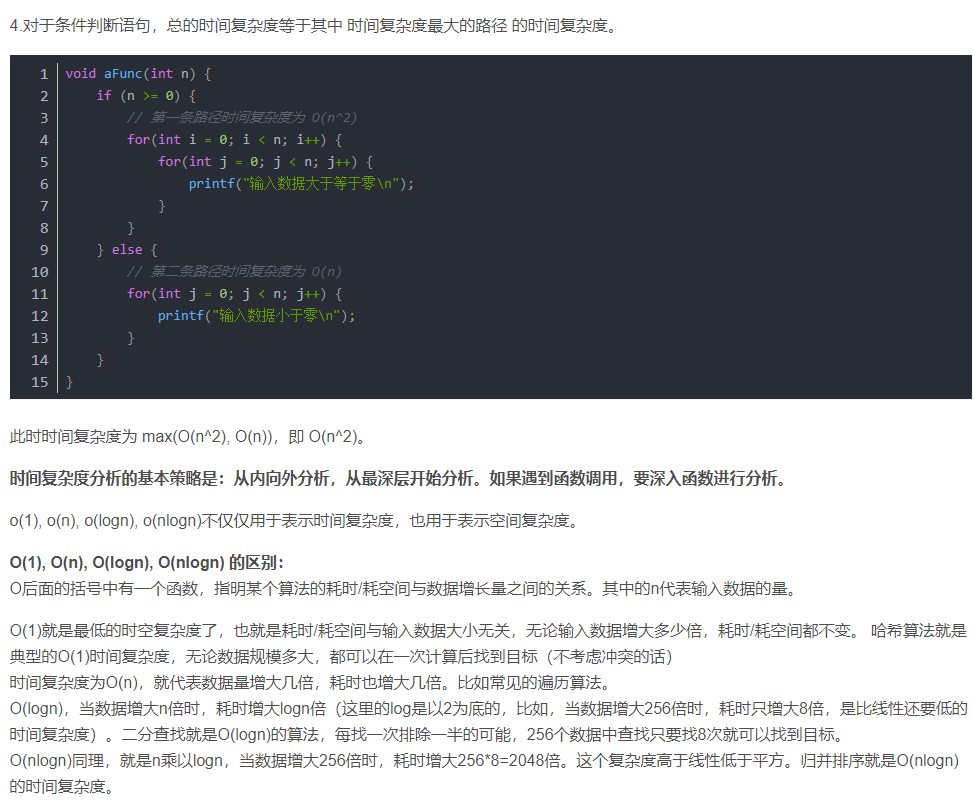 4.对于条件判断语句，总的时间复杂度等于其中 时间复杂度最大的路径 的时间复杂度。
1 void aFunc(int n) {
2 if (n >= 0) {
3 // 第一条路径时间复杂度为 O(n^2)
4 for(int i = 0; i < n; i++) {
5 for(int j = 0; j < n; j++) {
6 printf("输入数据大于等于零\n");
7 }
8 }
9 } else {
10 // 第二条路径时间复杂度为 O(n)
11 for(int j = 0; j < n; j++) {
12 printf("输入数据小于零\n");
13 }
14 }
15 }
此时时间复杂度为 max(O(n^2), O(n))，即 O(n^2)。
时间复杂度分析的基本策略是：从内向外分析，从最深层开始分析。如果遇到函数调用，要深入函数进行分析。
o(1), o(n), o(logn), o(nlogn)不仅仅用于表示时间复杂度，也用于表示空间复杂度。
O(1), O(n), O(logn), O(nlogn) 的区别：
O后面的括号中有一个函数，指明某个算法的耗时/耗空间与数据增长量之间的关系。其中的n代表输入数据的量。
O(1)就是最低的时空复杂度了，也就是耗时/耗空间与输入数据大小无关，无论输入数据增大多少倍，耗时/耗空间都不变。 哈希算法就是
典型的O(1)时间复杂度，无论数据规模多大，都可以在一次计算后找到目标（不考虑冲突的话）
时间复杂度为O(n)，就代表数据量增大几倍，耗时也增大几倍。比如常见的遍历算法。
O(logn)，当数据增大n倍时，耗时增大logn倍（这里的log是以2为底的，比如，当数据增大256倍时，耗时只增大8倍，是比线性还要低的
时间复杂度）。二分查找就是O(logn)的算法，每找一次排除一半的可能，256个数据中查找只要找8次就可以找到目标。
O(nlogn)同理，就是n乘以logn，当数据增大256倍时，耗时增大256*8=2048倍。这个复杂度高于线性低于平方。归并排序就是O(nlogn)
的时间复杂度。